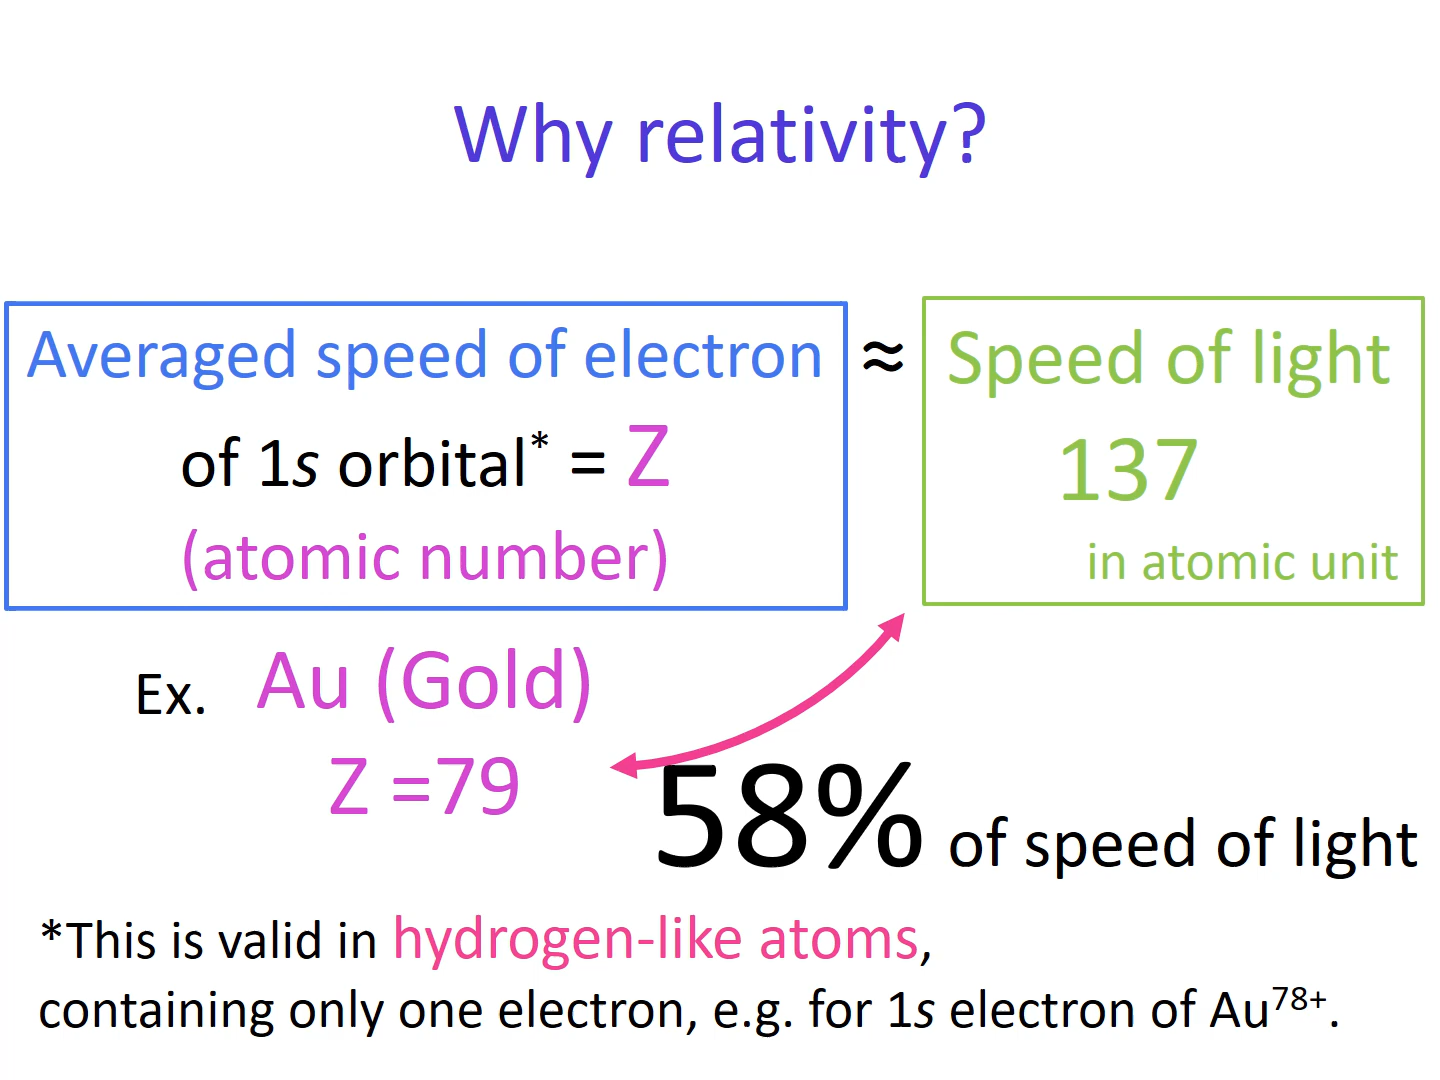 Why relativity?
Averaged speed of electron ≈ Speed of light
of 1s orbital* = Z
137
(atomic number)
in atomic unit
Ex. Au (Gold)
Z =79
58% of speed of light
*This is valid in hydrogen-like atoms,
containing only one electron, e.g. for 1s electron of Au⁷⁸⁺.